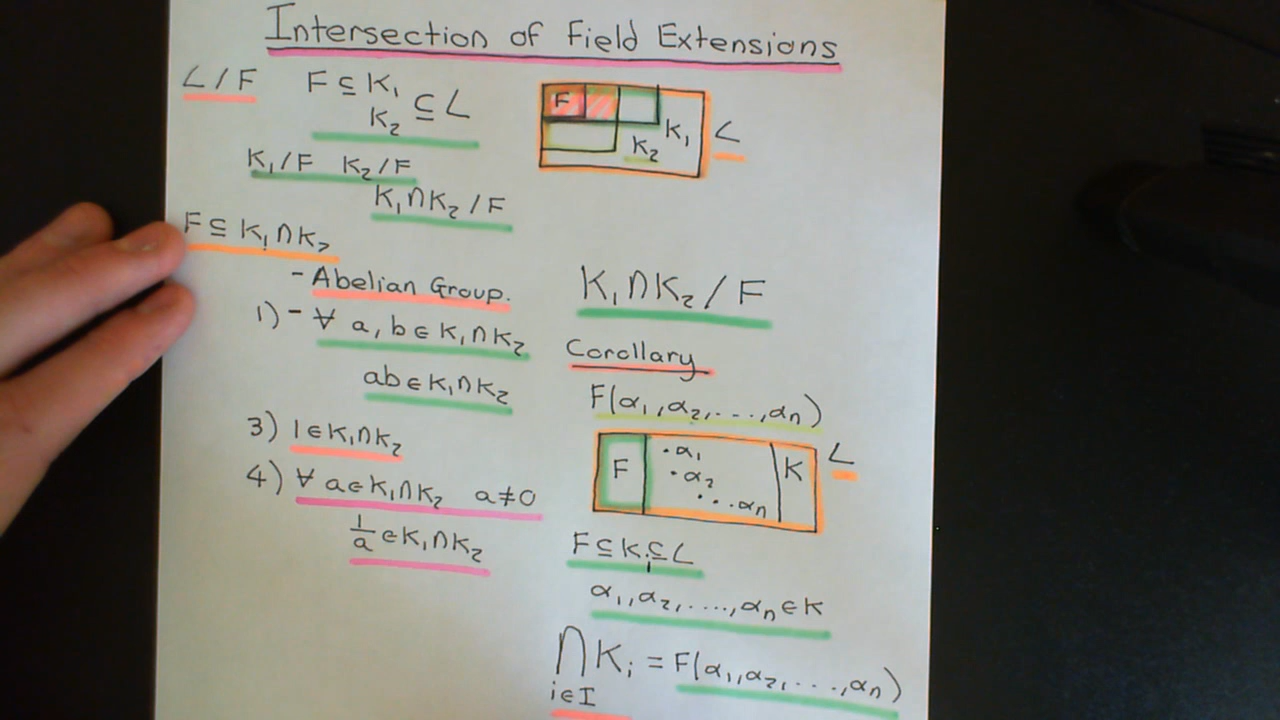 Intersection of Field Extensions
L/F F ⊆ K₁
K₂ ⊆ L
K₁/F K₂/F
K₁∩K₂/F
F ⊆ K₁∩K₂
- Abelian Group.
1) - ∀ a, b ∈ K₁∩K₂
ab ∈ K₁∩K₂
3) 1 ∈ K₁∩K₂
4) ∀ a ∈ K₁∩K₂ a ≠ 0
1/a ∈ K₁∩K₂
F
K₁
K₂
L
K₁∩K₂/F
Corollary
F(α₁, α₂, ..., αₙ)
F
·α₁
·α₂
··.αₙ
K
L
F ⊆ Kᵢ ⊆ L
α₁, α₂, ...., αₙ ∈ K
⋂ Kᵢ = F(α₁, α₂, ..., αₙ)
i∈I